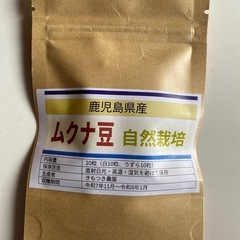 鹿児島県産
ムクナ豆 自然栽培
内容量 20粒(白10粒、うずら10粒)
保存方法 直射日光・高温・湿気を避けて保存
生産者 きもつき農園
収穫時期 令和7年11月~令和8年1月